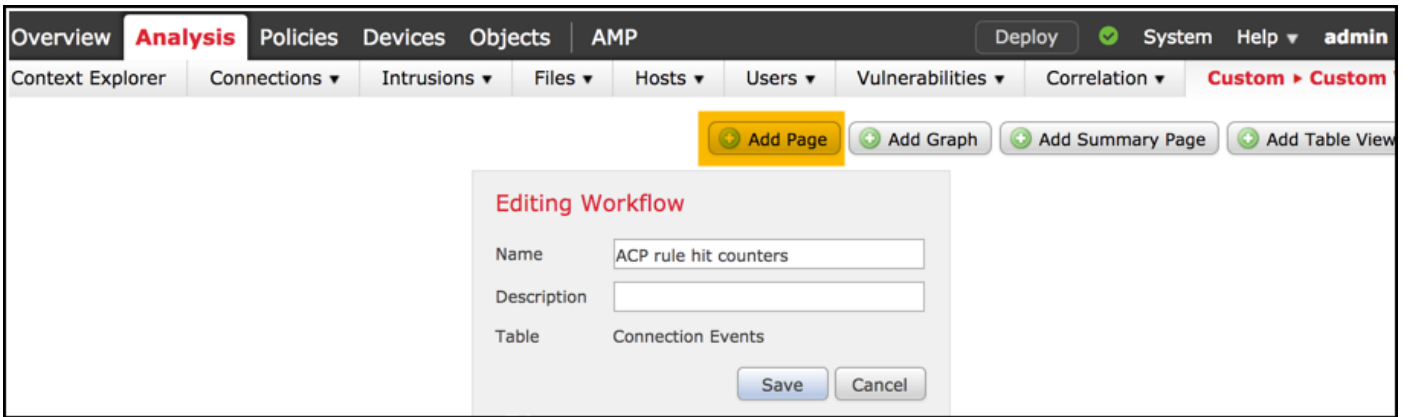 Overview Analysis Policies Devices Objects AMP Deploy System Help admin
Context Explorer Connections Intrusions Files Hosts Users Vulnerabilities Correlation Custom Custom
Add Page Add Graph Add Summary Page Add Table View
Editing Workflow
Name ACP rule hit counters
Description
Table Connection Events
Save Cancel